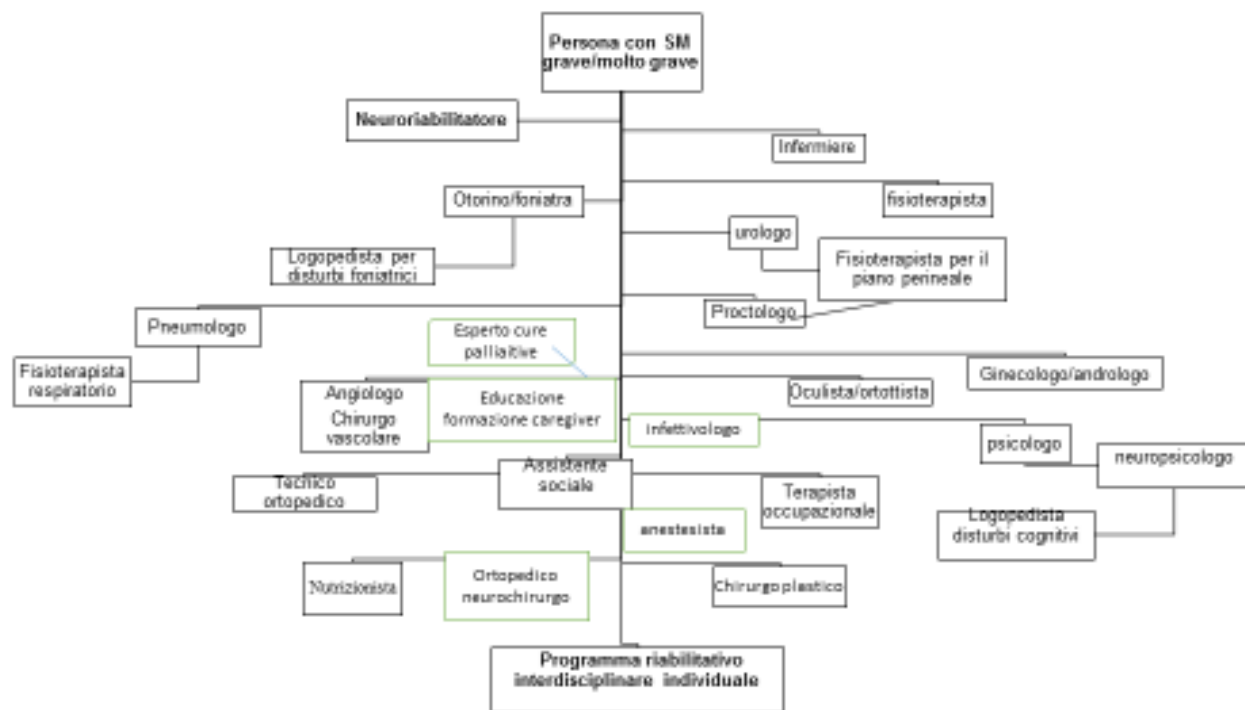 Persona con SM
grave/molto grave
Neuroriabilitatore
Infermiere
Otorino/foniatra
fisioterapista
urologo
Logopedista per
disturbi foniatrici
Fisioterapista per il
piano perineale
Proctologo
Pneumologo
Esperto cure
palliaitive
Fisioterapista
respiratorio
Ginecologo/andrologo
Angiologo
Chirurgo
vascolare
Educazione
formazione caregiver
Oculista/ortottista
infettivologo
psicologo
neuropsicologo
Tecnico
ortopedico
Assistente
sociale
Terapista
occupazionale
anestesista
Logopedista
disturbi cognitivi
Nutrizionista
Ortopedico
neurochirurgo
Chirurgo plastico
Programma riabilitativo
interdisciplinare individuale